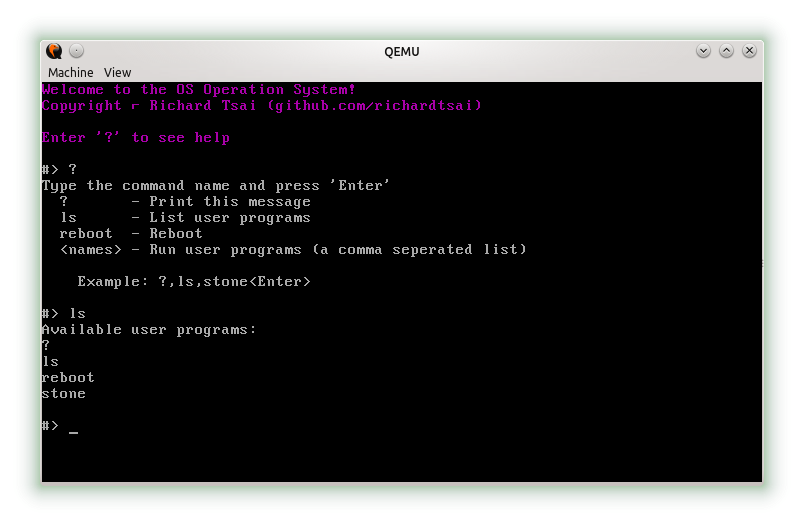 QEMU
Machine View
Welcome to the OS Operation System!
Copyright ⌐ Richard Tsai (github.com/richardtsai)
Enter '?' to see help
#> ?
Type the command name and press 'Enter'
? - Print this message
ls - List user programs
reboot - Reboot
<names> - Run user programs (a comma seperated list)
Example: ?,ls,stone<Enter>
#> ls
Available user programs:
?
ls
reboot
stone
#> _